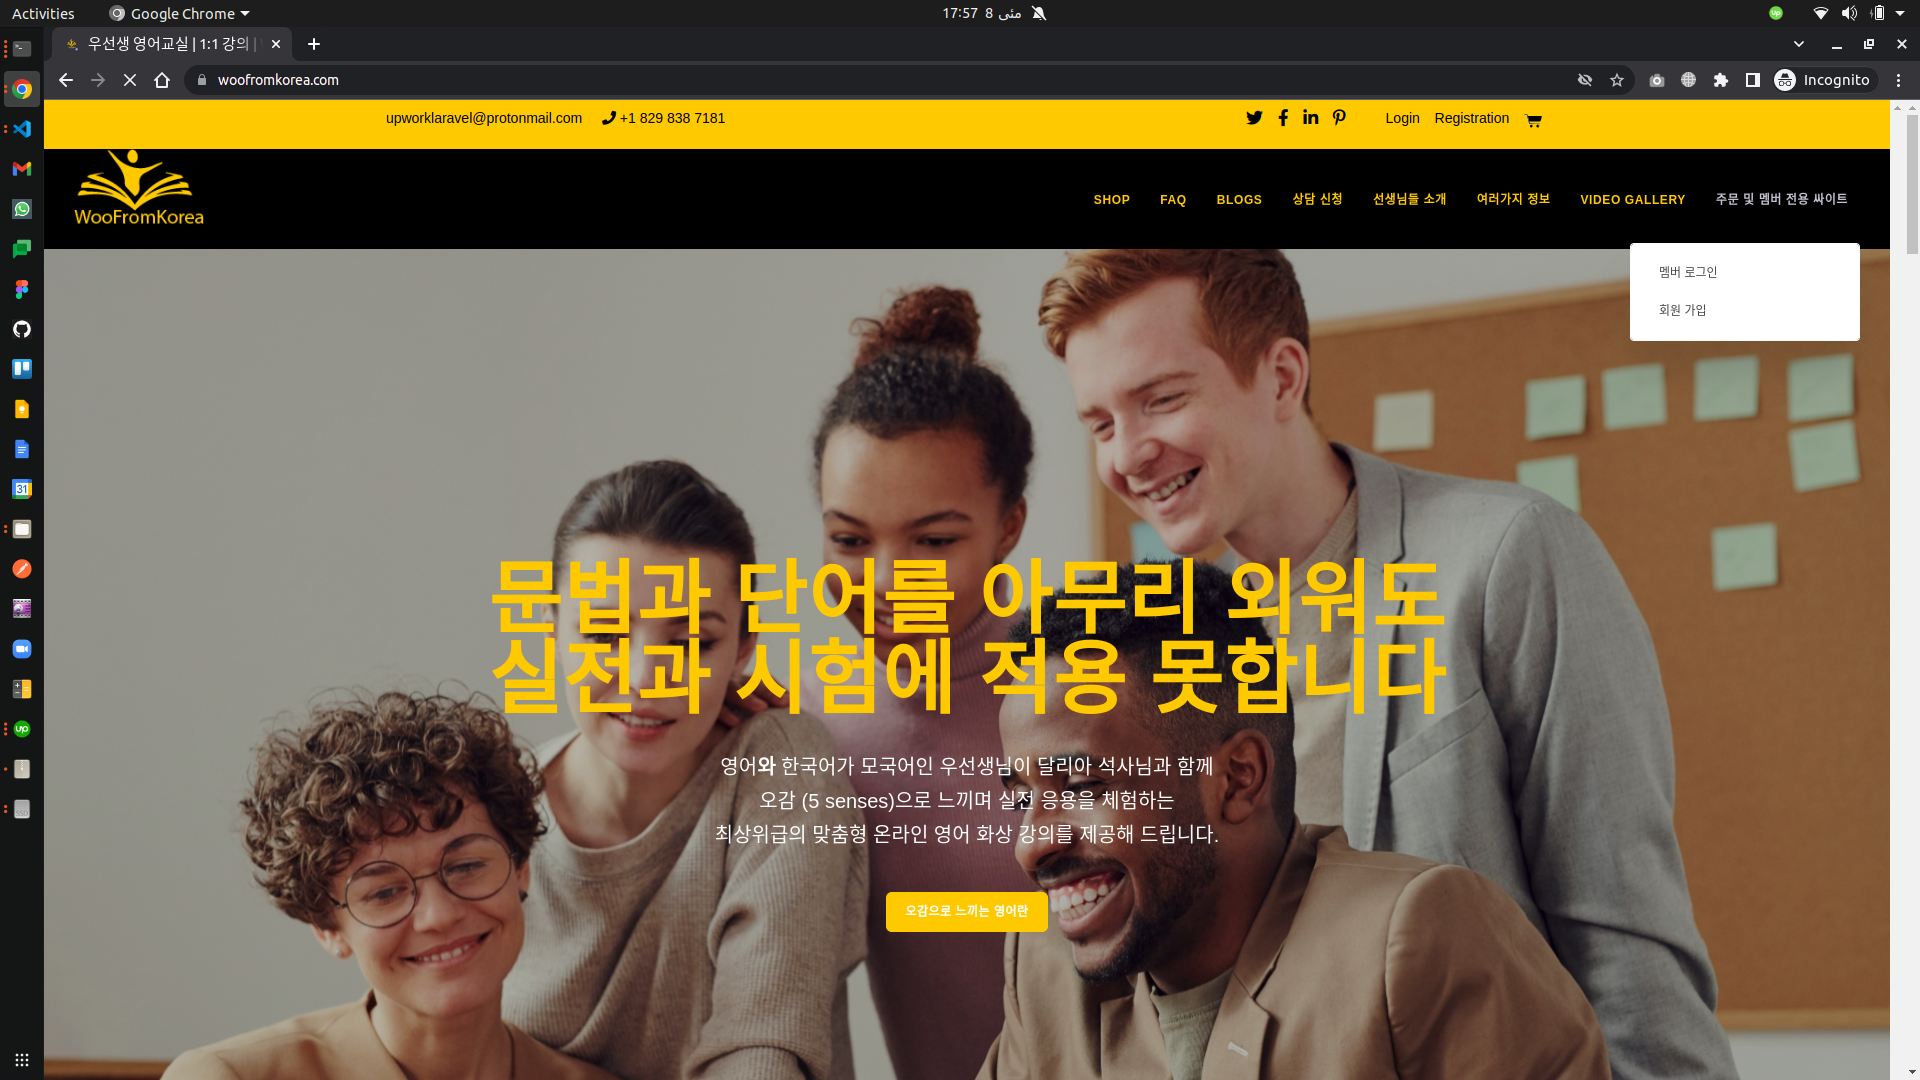 Activities
Google Chrome
17:57 8 مئی
우선생 영어교실 | 1:1 강의 |
woofromkorea.com
Incognito
upworklaravel@protonmail.com
+1 829 838 7181
Login
Registration
WooFromKorea
SHOP
FAQ
BLOGS
상담 신청
선생님들 소개
여러가지 정보
VIDEO GALLERY
주문 및 멤버 전용 싸이트
멤버 로그인
회원 가입
문법과 단어를 아무리 외워도
실전과 시험에 적용 못합니다
영어와 한국어가 모국어인 우선생님이 달리아 석사님과 함께
오감 (5 senses)으로 느끼며 실전 응용을 체험하는
최상위급의 맞춤형 온라인 영어 화상 강의를 제공해 드립니다.
오감으로 느끼는 영어란
31
up
up
SSD